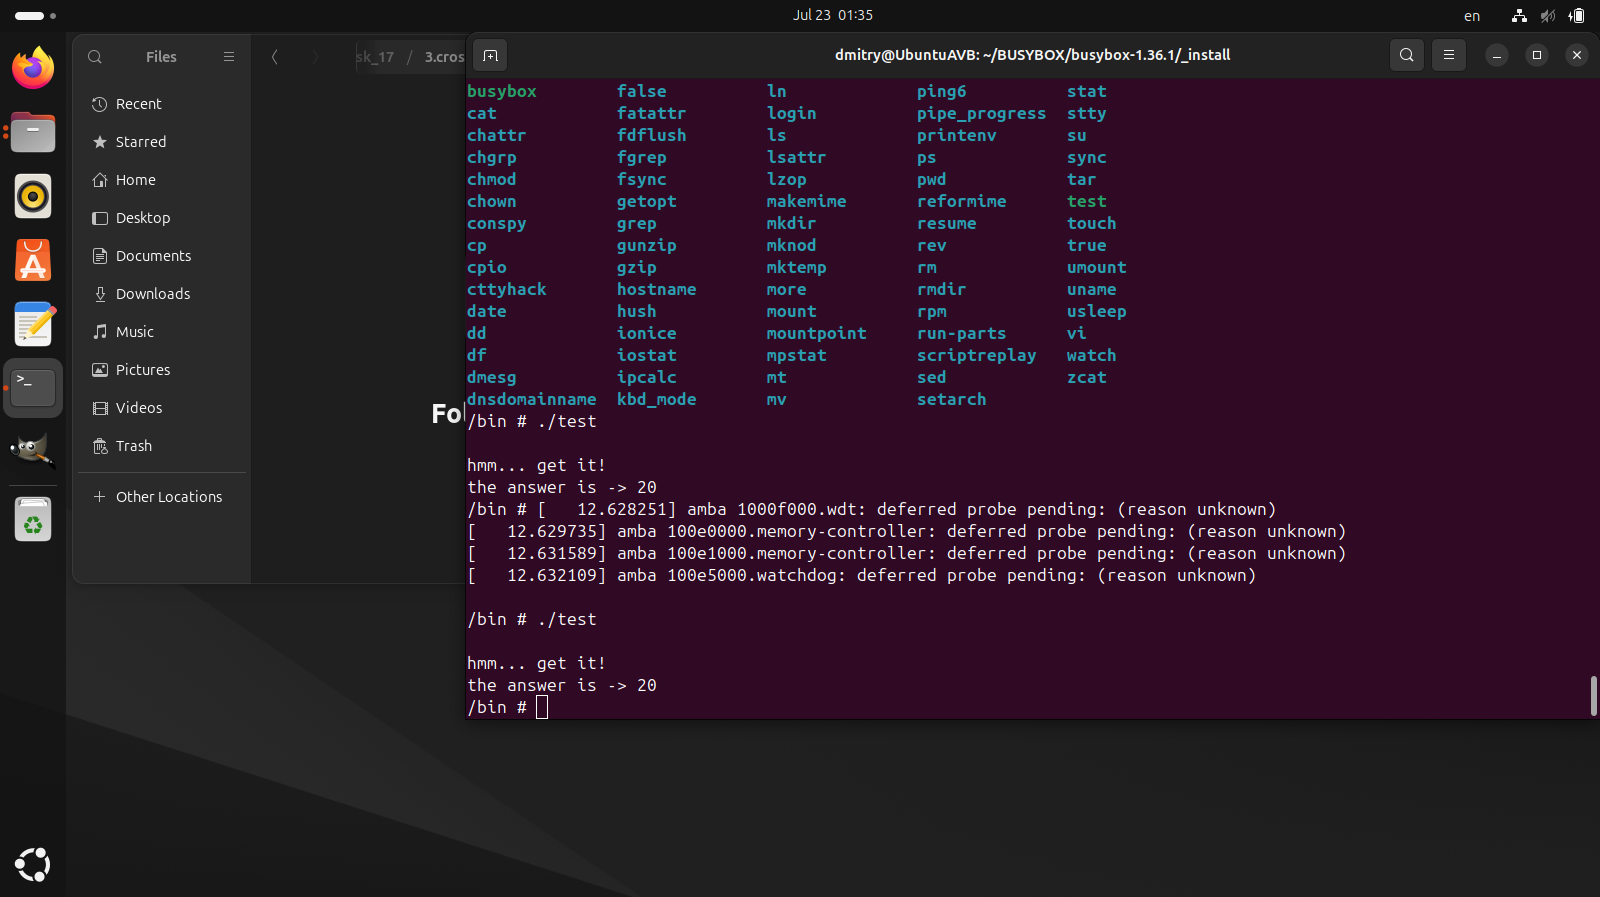 Jul 23 01:35
en
Files
sk_17 / 3.cros
dmitry@UbuntuAVB: ~/BUSYBOX/busybox-1.36.1/_install
Recent
Starred
Home
Desktop
Documents
Downloads
Music
Pictures
Videos
Trash
Other Locations
Fol
busybox false ln ping6 stat
cat fatattr login pipe_progress stty
chattr fdflush ls printenv su
chgrp fgrep lsattr ps sync
chmod fsync lzop pwd tar
chown getopt makemime reformime test
conspy grep mkdir resume touch
cp gunzip mknod rev true
cpio gzip mktemp rm umount
cttyhack hostname more rmdir uname
date hush mount rpm usleep
dd ionice mountpoint run-parts vi
df iostat mpstat scriptreplay watch
dmesg ipcalc mt sed zcat
dnsdomainname kbd_mode mv setarch
/bin # ./test
hmm... get it!
the answer is -> 20
/bin # [   12.628251] amba 1000f000.wdt: deferred probe pending: (reason unknown)
[   12.629735] amba 100e0000.memory-controller: deferred probe pending: (reason unknown)
[   12.631589] amba 100e1000.memory-controller: deferred probe pending: (reason unknown)
[   12.632109] amba 100e5000.watchdog: deferred probe pending: (reason unknown)
/bin # ./test
hmm... get it!
the answer is -> 20
/bin #